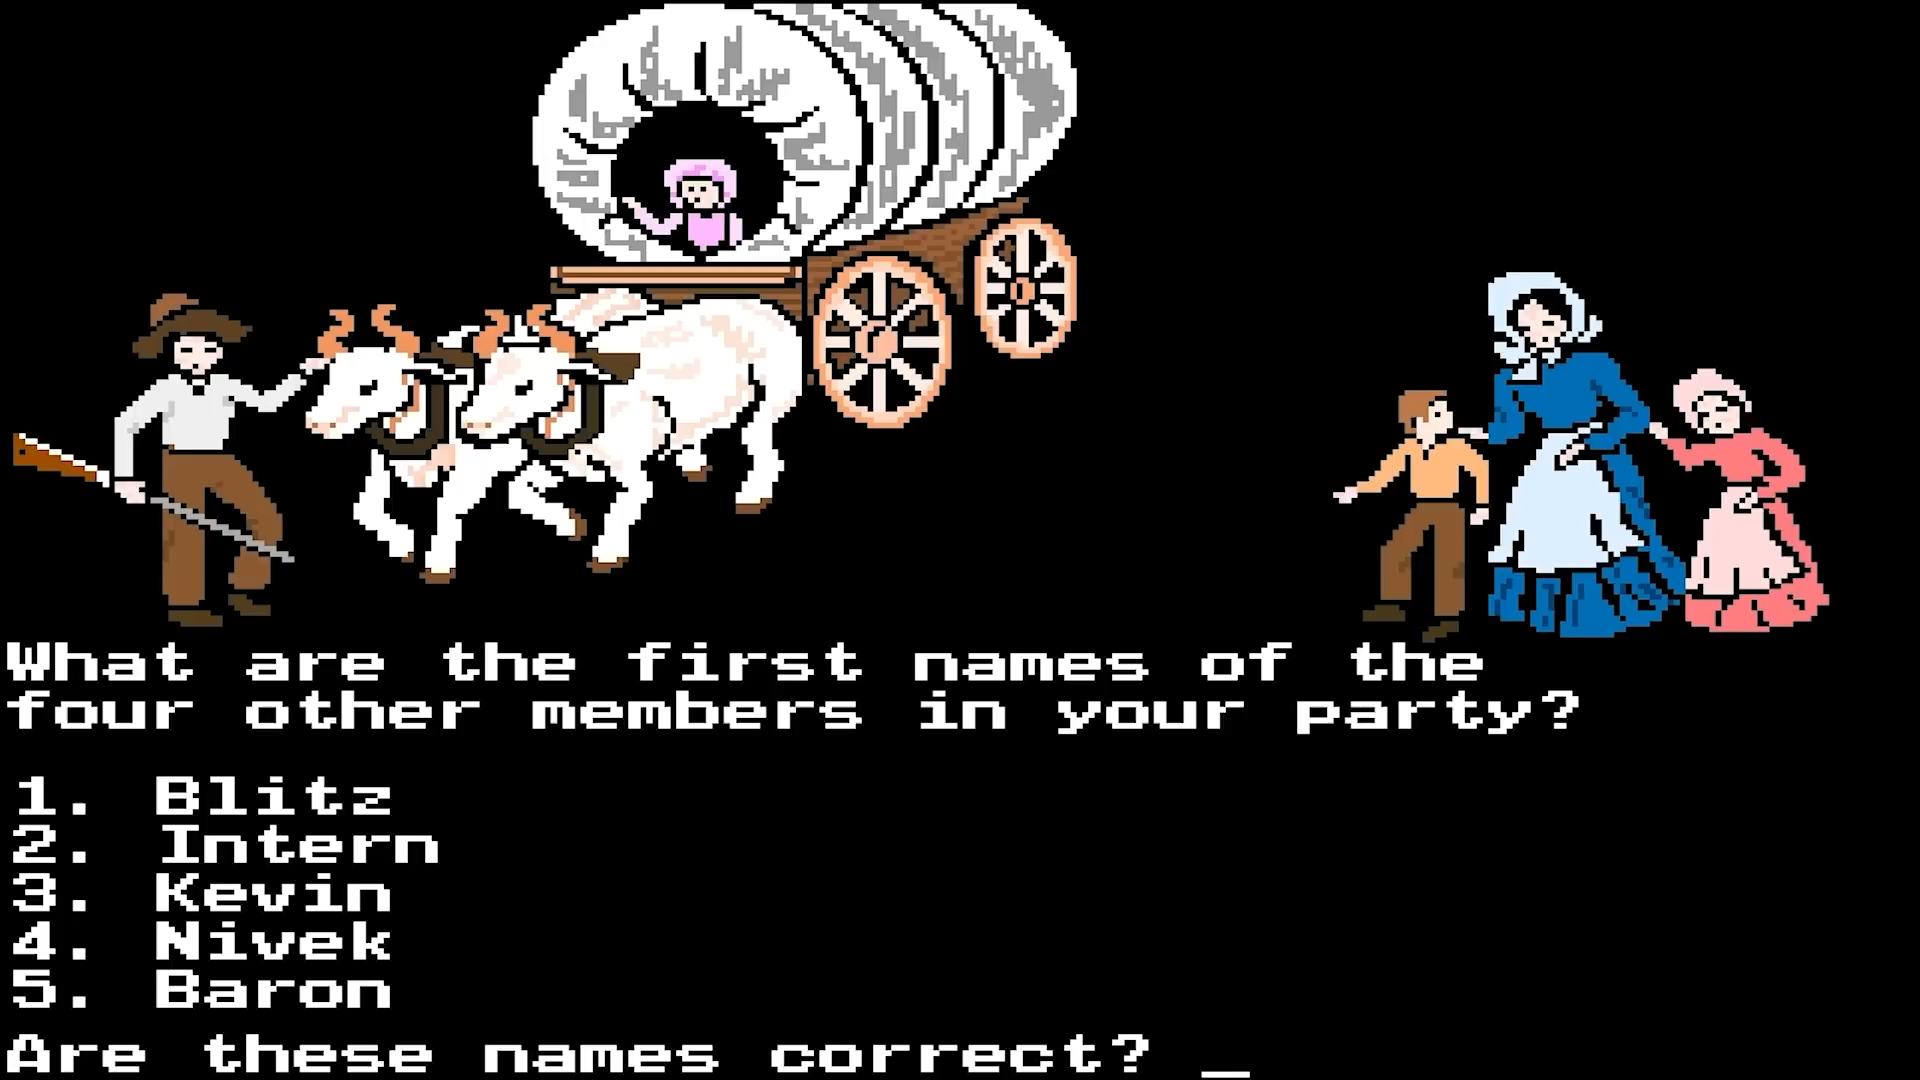 What are the first names of the
four other members in your party?
1. Blitz
2. Intern
3. Kevin
4. Nivek
5. Baron
Are these names correct? _